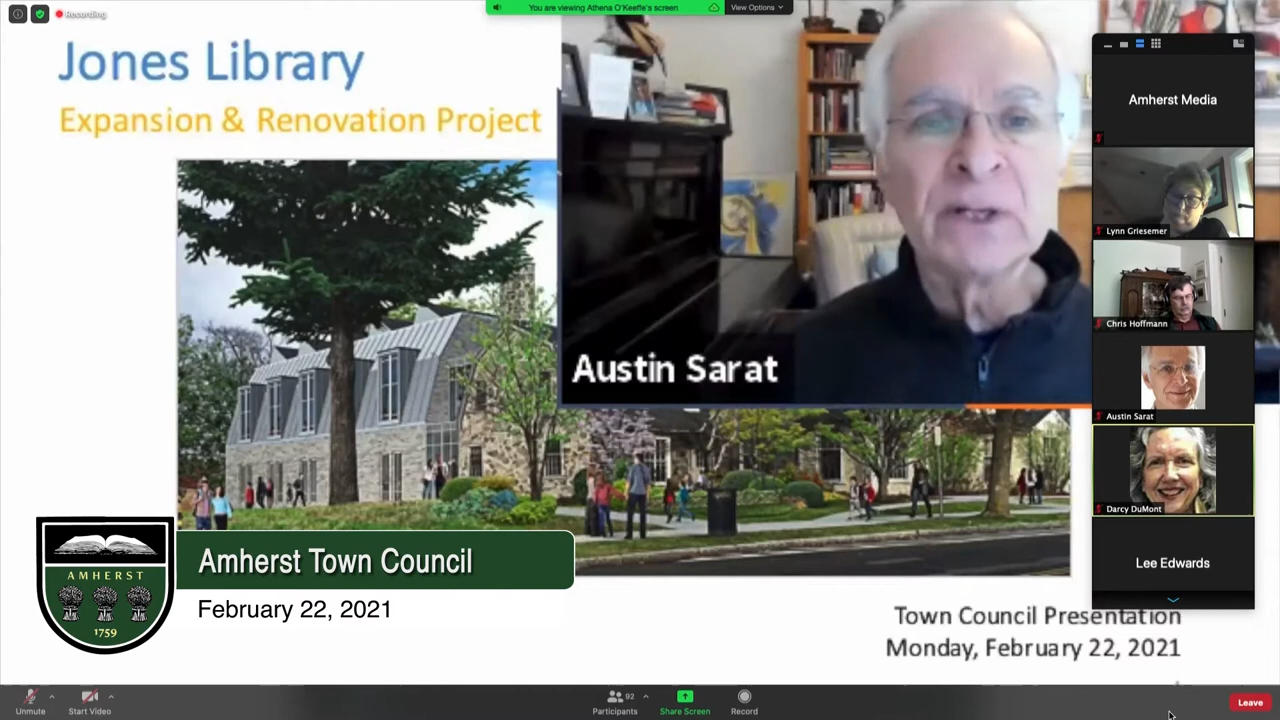 Recording
You are viewing Athena O'Keeffe's screen
View Options
Jones Library
Expansion & Renovation Project
Austin Sarat
Amherst Media
Lynn Griesemer
Chris Hoffmann
Austin Sarat
Darcy DuMont
Lee Edwards
AMHERST
1759
Amherst Town Council
February 22, 2021
Town Council Presentation
Monday, February 22, 2021
Unmute
Start Video
92
Participants
Share Screen
Record
Leave